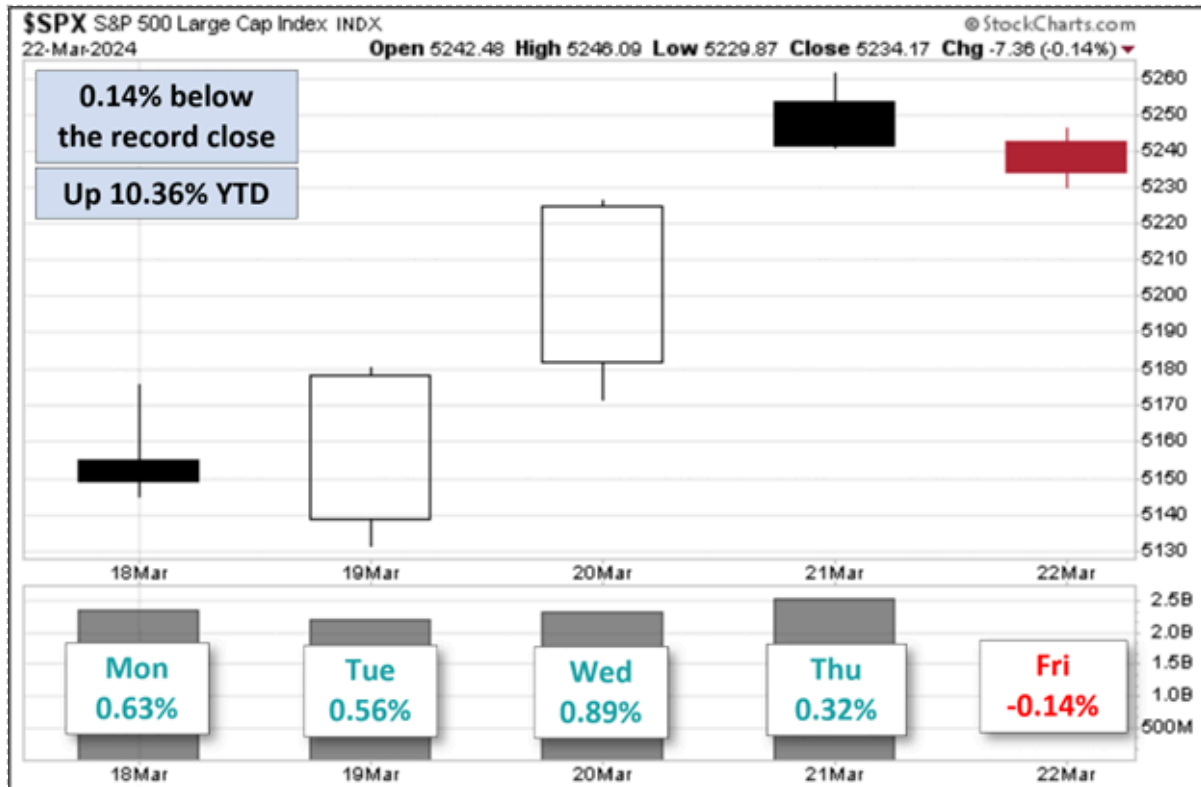 $SPX S&P 500 Large Cap Index INDX © StockCharts.com
22-Mar-2024 Open 5242.48 High 5246.09 Low 5229.87 Close 5234.17 Chg -7.36 (-0.14%)
0.14% below
the record close
Up 10.36% YTD
5260
5250
5240
5230
5220
5210
5200
5190
5180
5170
5160
5150
5140
5130
18Mar 19Mar 20Mar 21Mar 22Mar
2.5B
2.0B
1.5B
1.0B
500M
Mon
0.63%
Tue
0.56%
Wed
0.89%
Thu
0.32%
Fri
-0.14%
18Mar 19Mar 20Mar 21Mar 22Mar